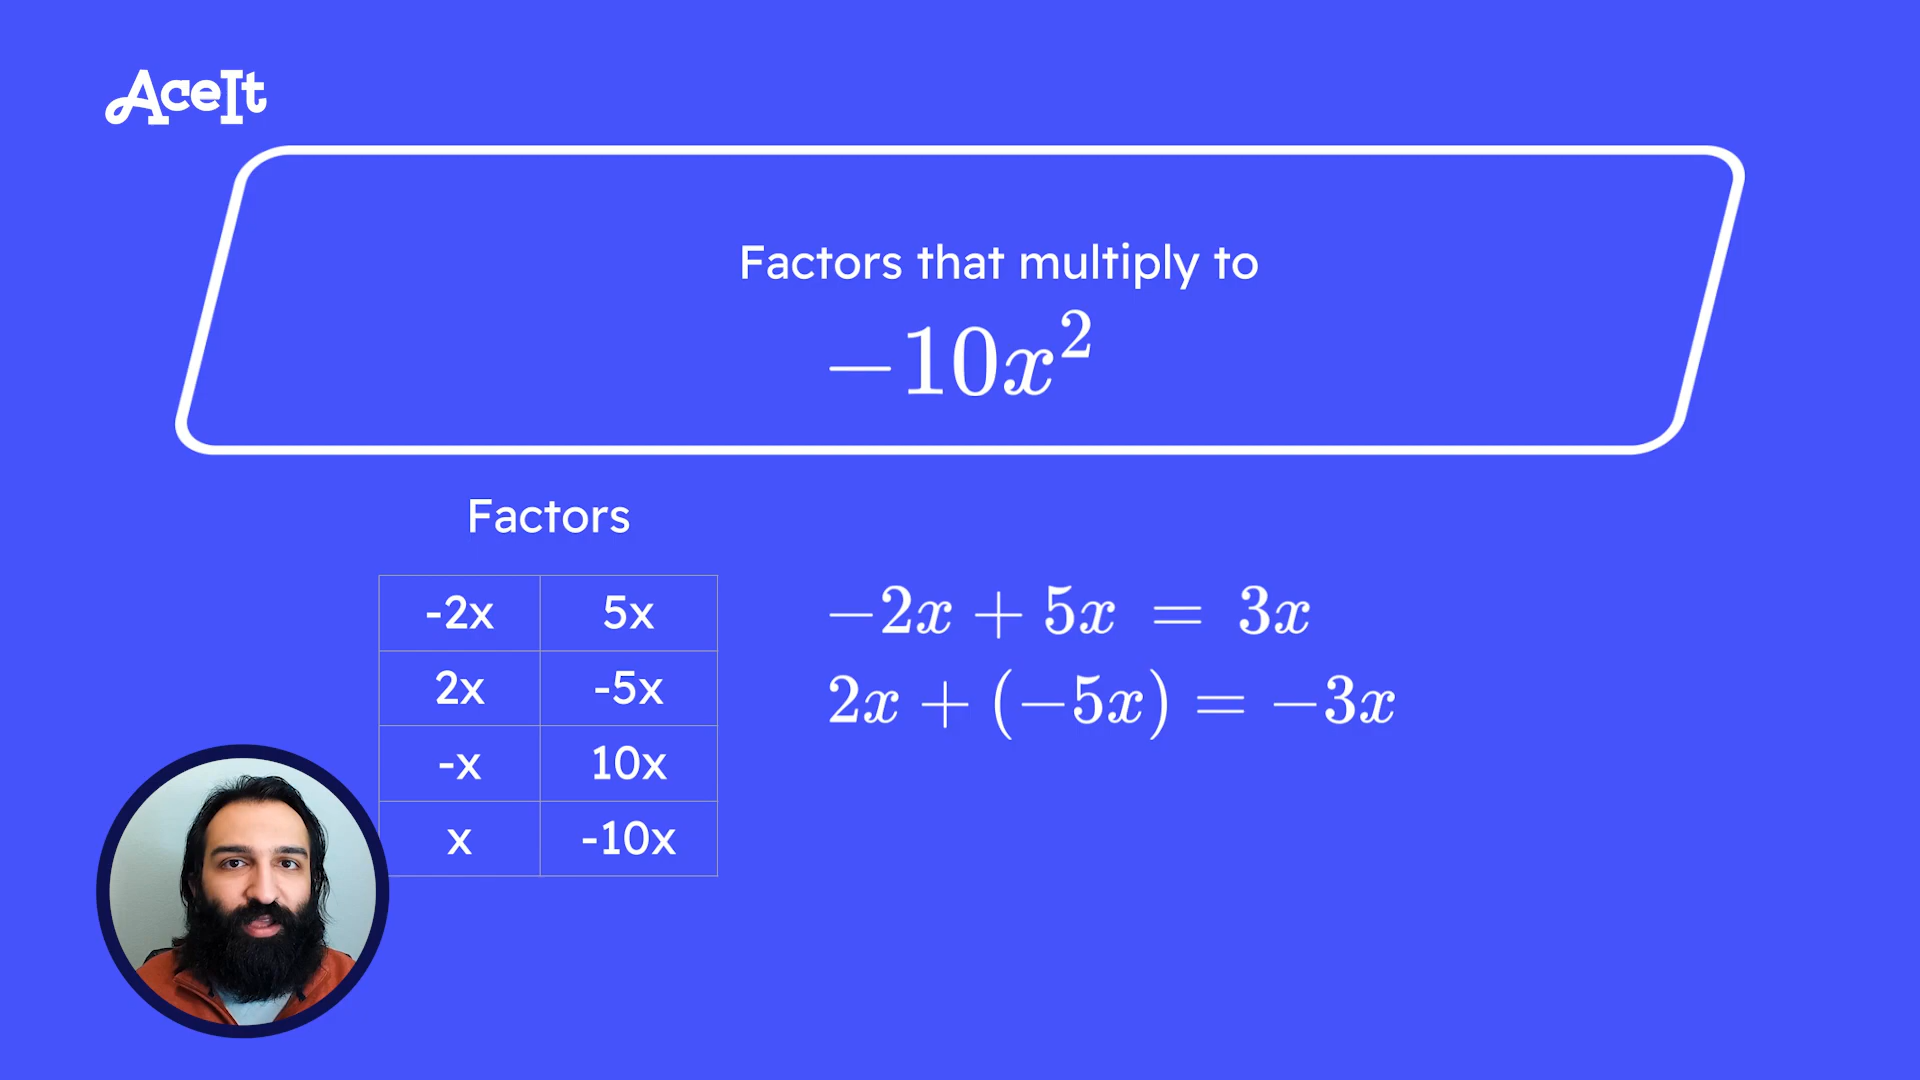 AceIt
Factors that multiply to
−10x²
Factors
-2x 5x
2x -5x
-x 10x
x -10x
−2x + 5x = 3x
2x + (−5x) = −3x